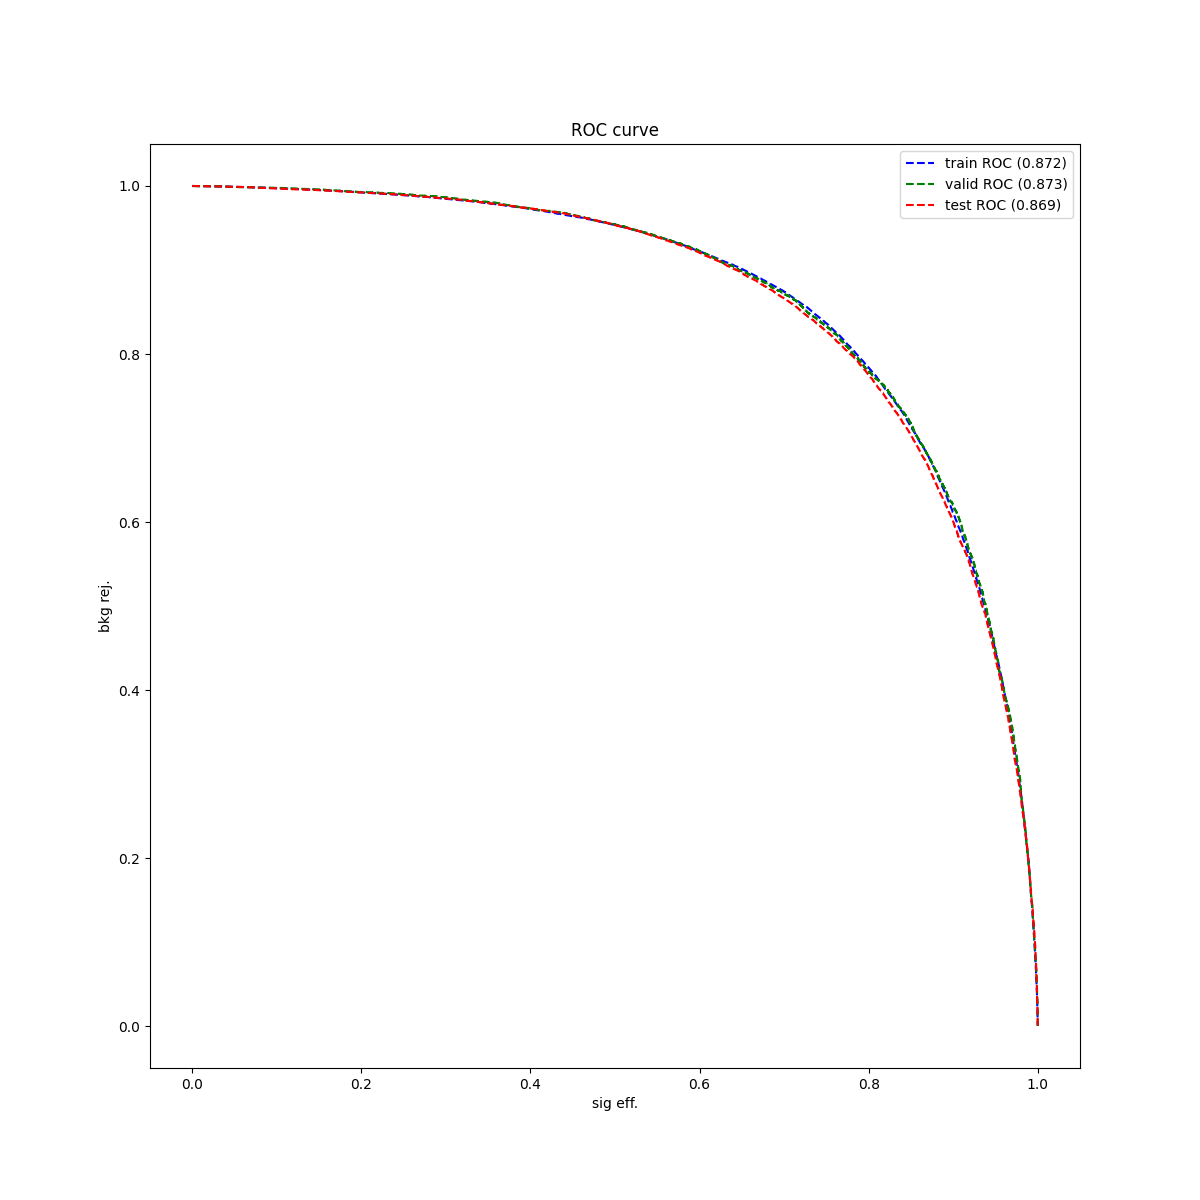 ROC curve
train ROC (0.872)
valid ROC (0.873)
test ROC (0.869)
1.0
0.8
0.6
0.4
0.2
0.0
bkg rej.
0.0 0.2 0.4 0.6 0.8 1.0
sig eff.